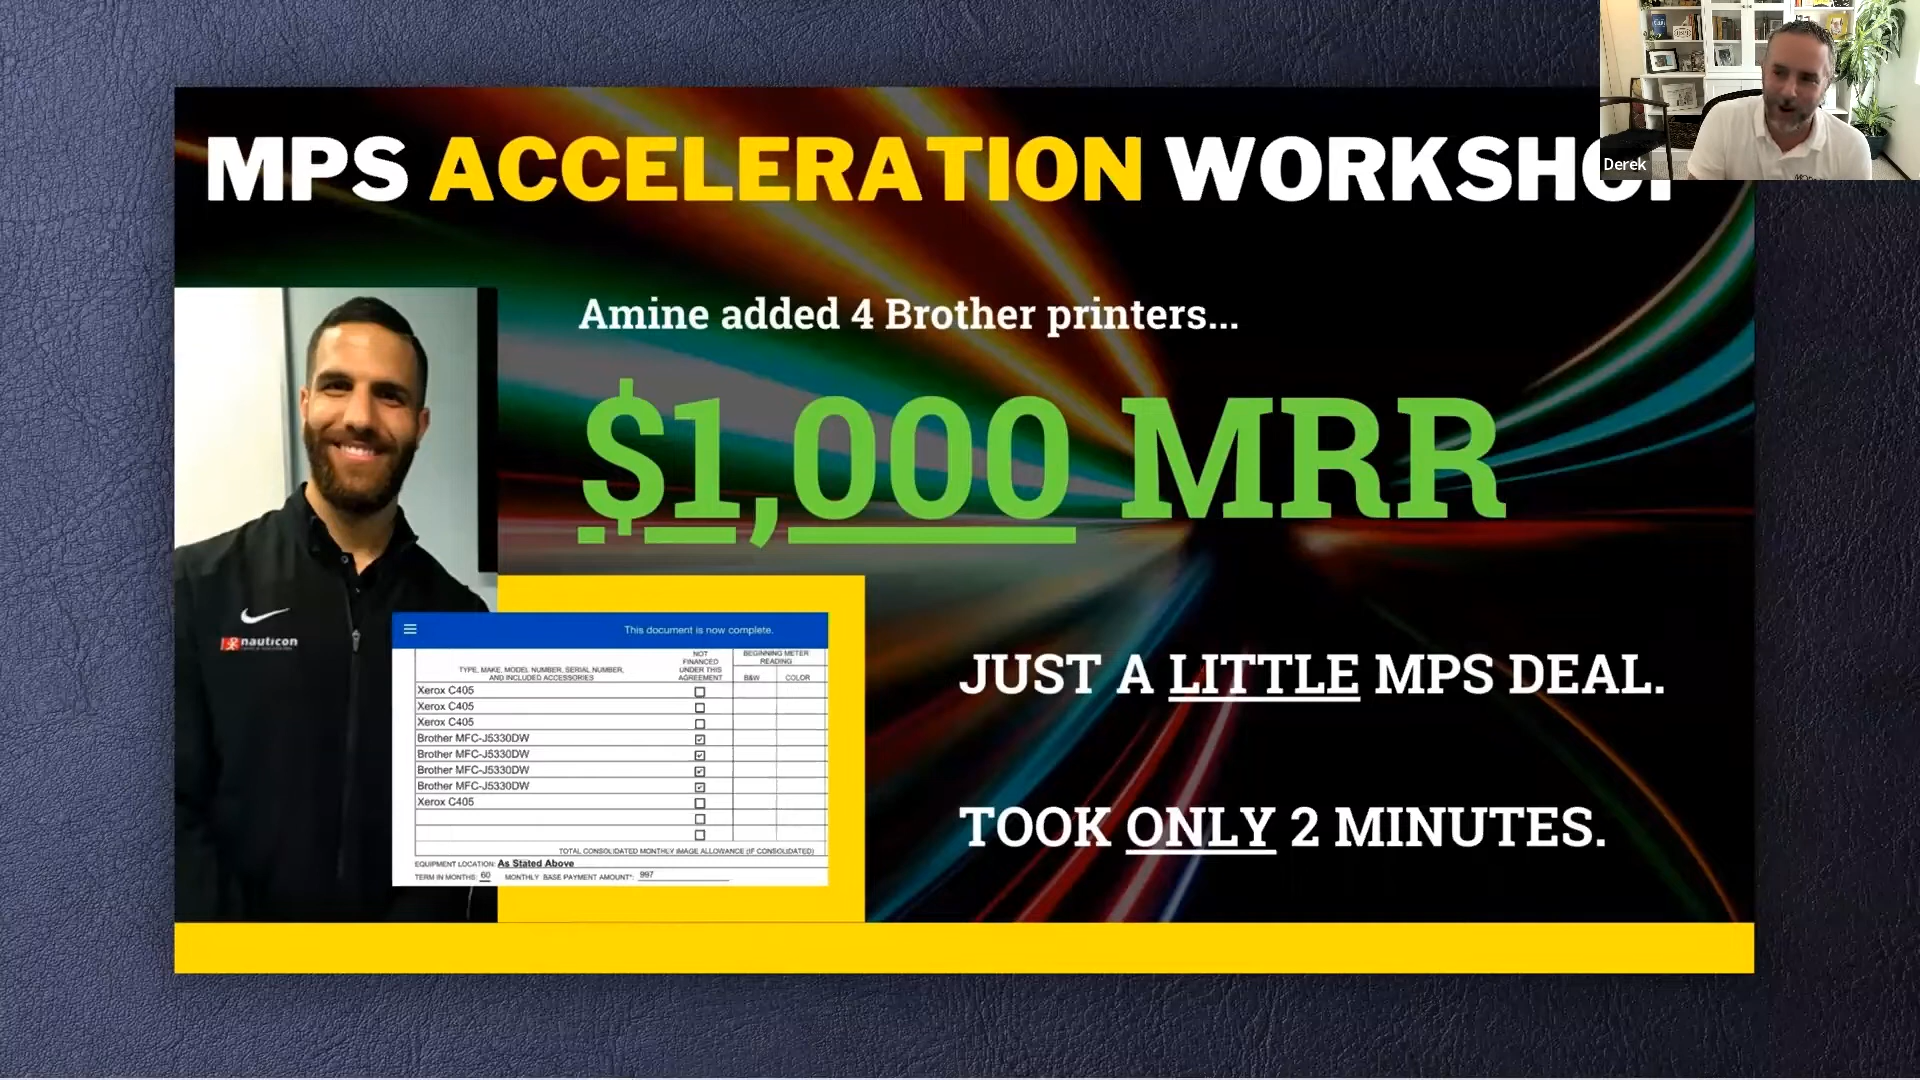 MPS ACCELERATION WORKSHOP
Derek
Amine added 4 Brother printers...
$1,000 MRR
nauticon
This document is now complete.
TYPE, MAKE, MODEL NUMBER, SERIAL NUMBER,
AND INCLUDED ACCESSORIES
NOT
FINANCED
UNDER THIS
AGREEMENT
BEGINNING METER
READING
B&W
COLOR
Xerox C405
Xerox C405
Xerox C405
Brother MFC-J5330DW
Brother MFC-J5330DW
Brother MFC-J5330DW
Brother MFC-J5330DW
Xerox C405
TOTAL CONSOLIDATED MONTHLY IMAGE ALLOWANCE (IF CONSOLIDATED)
EQUIPMENT LOCATION: As Stated Above
TERM IN MONTHS: 60 MONTHLY BASE PAYMENT AMOUNT*: 997
JUST A LITTLE MPS DEAL.
TOOK ONLY 2 MINUTES.